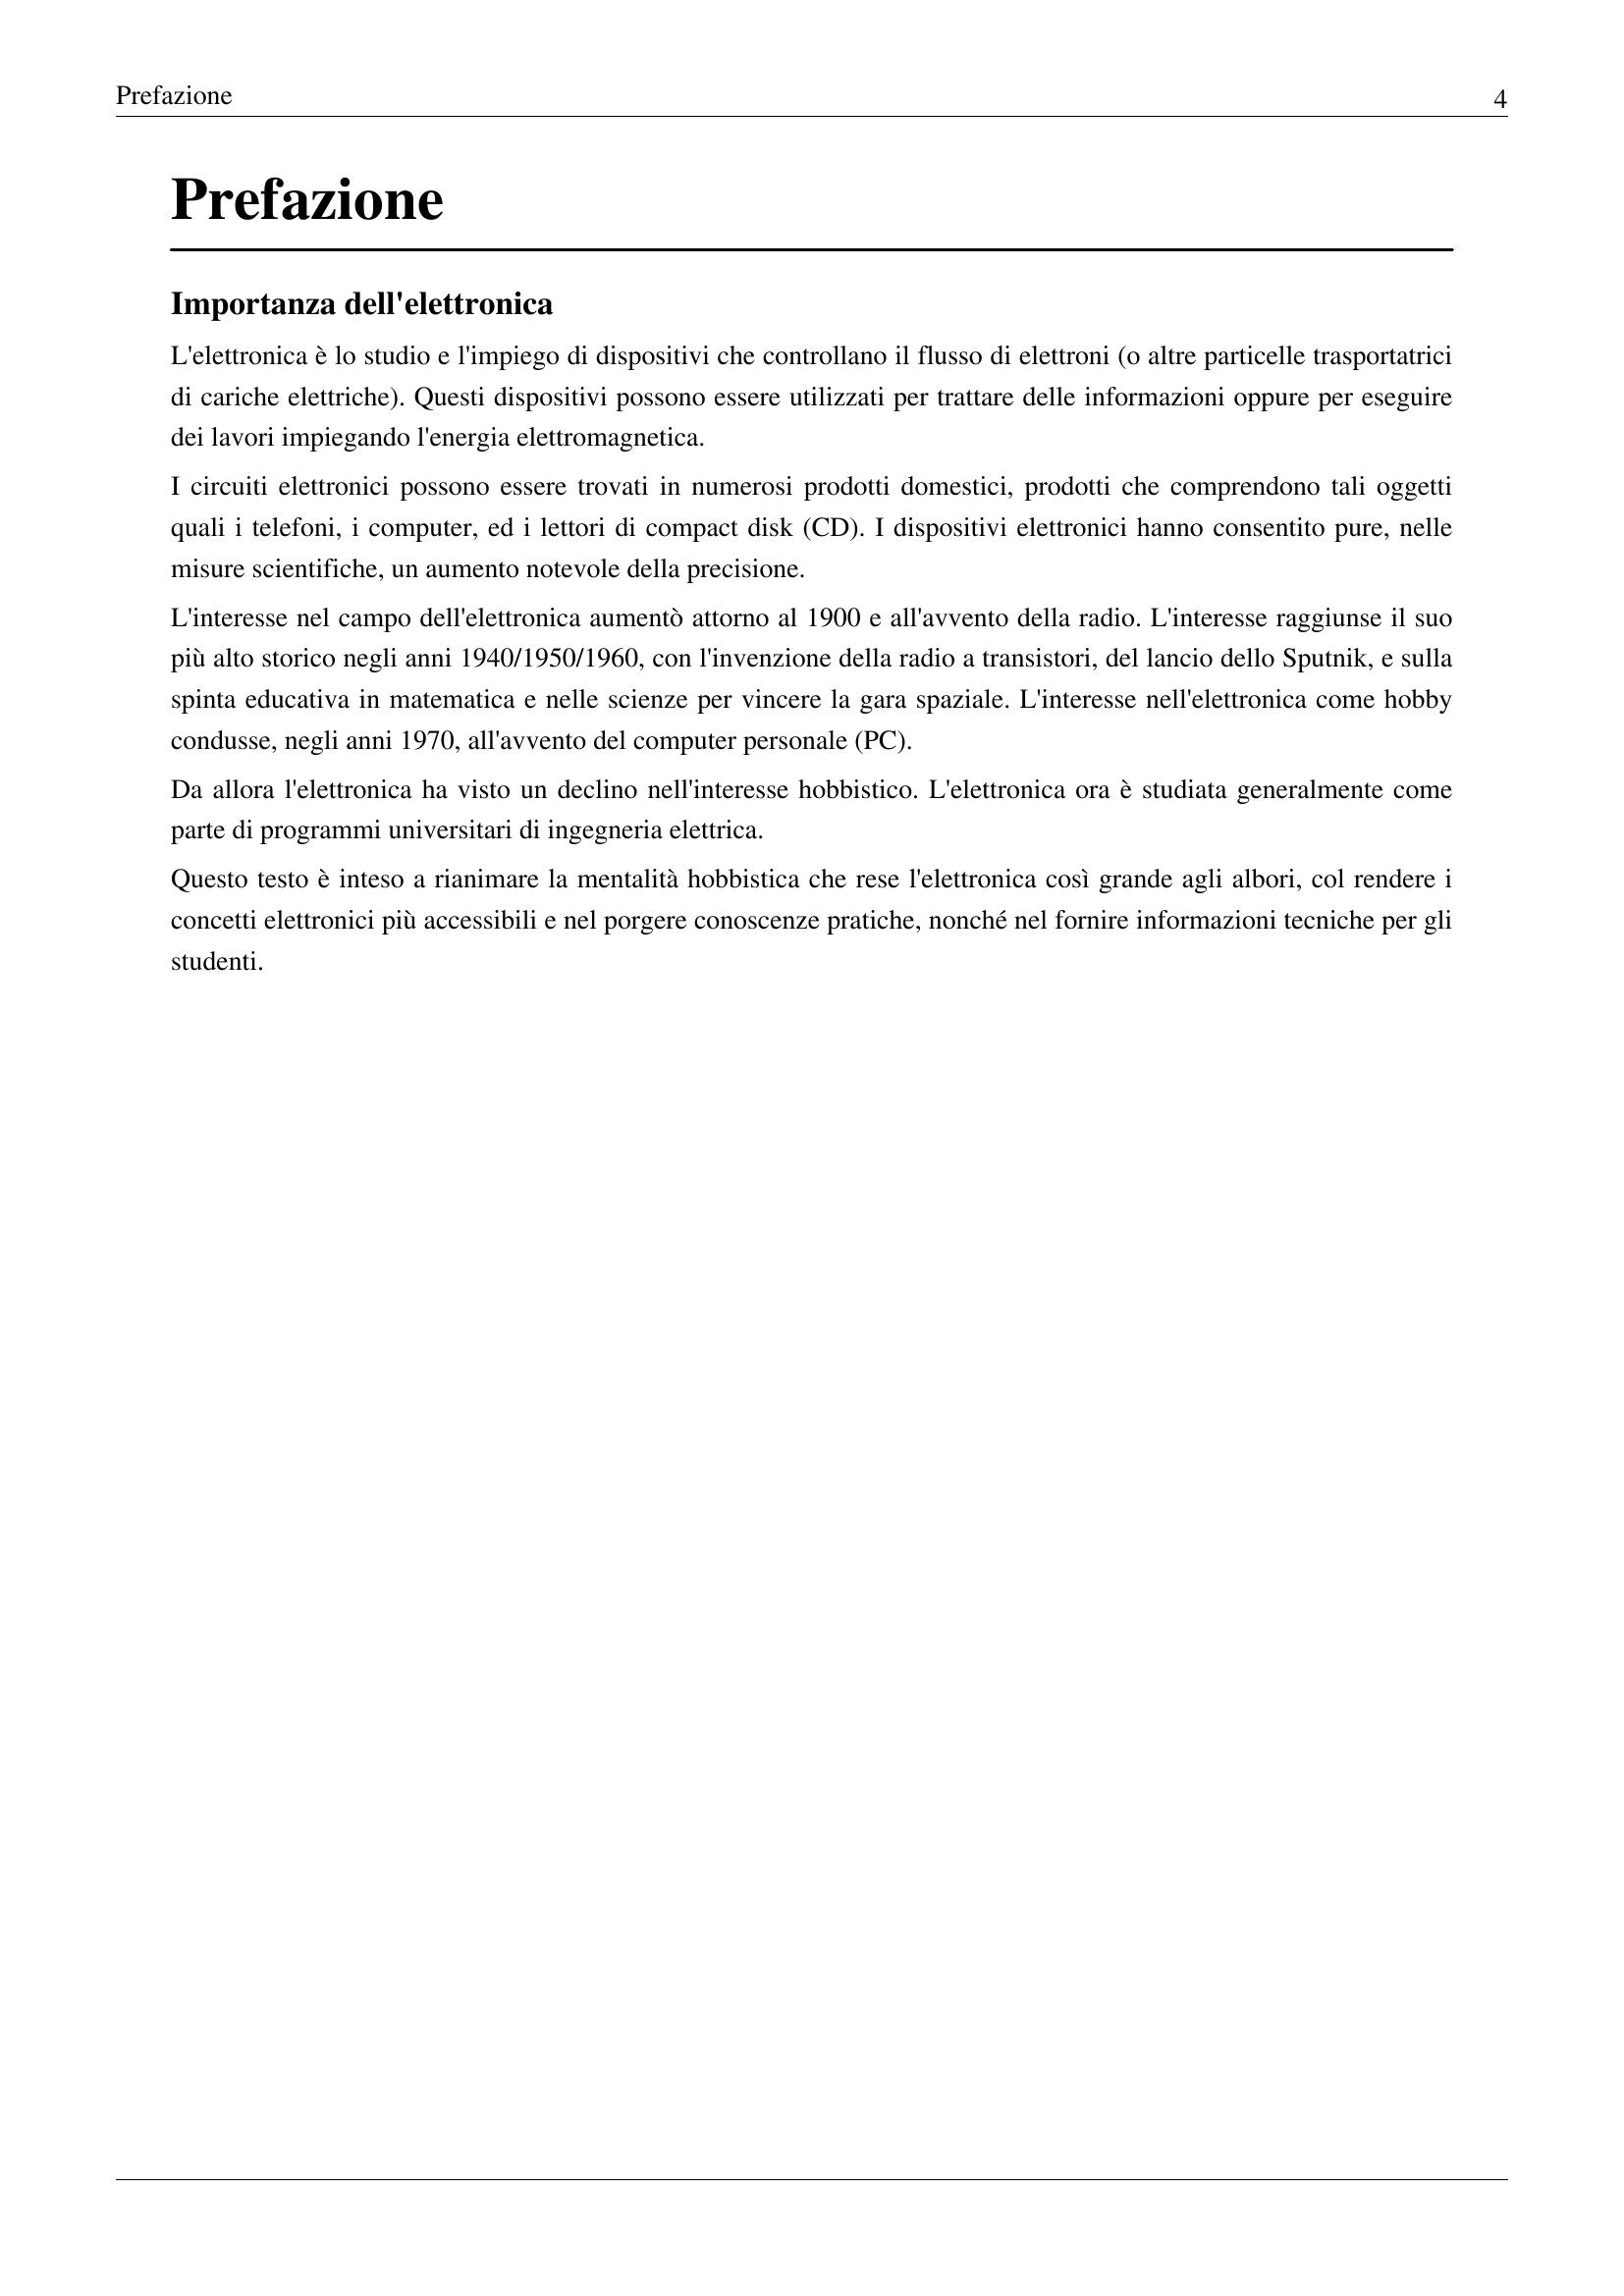 Prefazione
4
Prefazione
Importanza dell'elettronica
L'elettronica è lo studio e l'impiego di dispositivi che controllano il flusso di elettroni (o altre particelle trasportatrici
di cariche elettriche). Questi dispositivi possono essere utilizzati per trattare delle informazioni oppure per eseguire
dei lavori impiegando l'energia elettromagnetica.
I circuiti elettronici possono essere trovati in numerosi prodotti domestici, prodotti che comprendono tali oggetti
quali i telefoni, i computer, ed i lettori di compact disk (CD). I dispositivi elettronici hanno consentito pure, nelle
misure scientifiche, un aumento notevole della precisione.
L'interesse nel campo dell'elettronica aumentò attorno al 1900 e all'avvento della radio. L'interesse raggiunse il suo
più alto storico negli anni 1940/1950/1960, con l'invenzione della radio a transistori, del lancio dello Sputnik, e sulla
spinta educativa in matematica e nelle scienze per vincere la gara spaziale. L'interesse nell'elettronica come hobby
condusse, negli anni 1970, all'avvento del computer personale (PC).
Da allora l'elettronica ha visto un declino nell'interesse hobbistico. L'elettronica ora è studiata generalmente come
parte di programmi universitari di ingegneria elettrica.
Questo testo è inteso a rianimare la mentalità hobbistica che rese l'elettronica così grande agli albori, col rendere i
concetti elettronici più accessibili e nel porgere conoscenze pratiche, nonché nel fornire informazioni tecniche per gli
studenti.